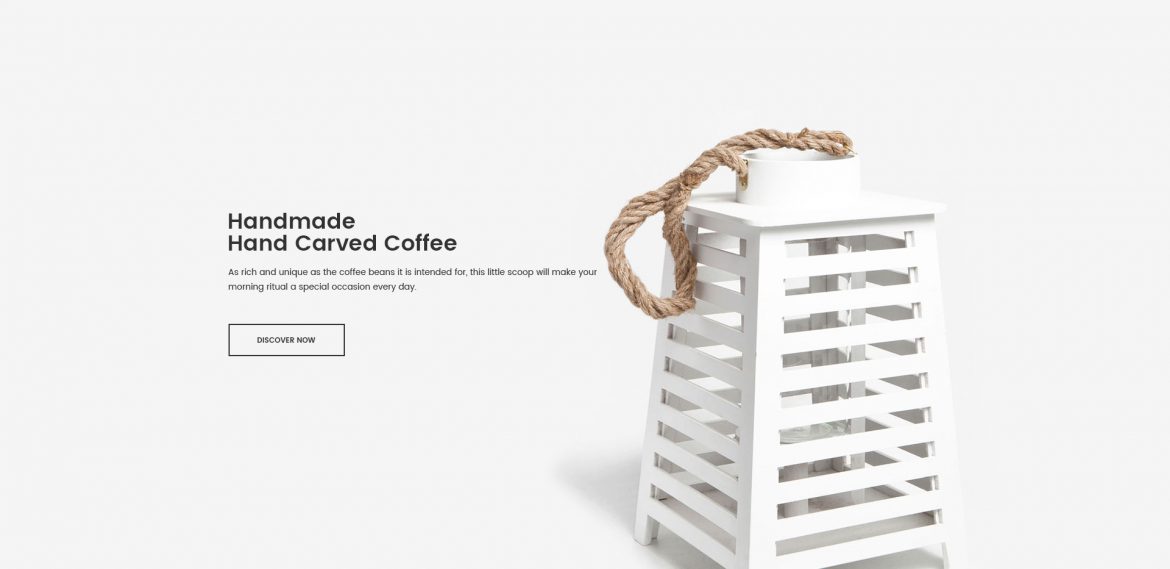 Handmade
Hand Carved Coffee
As rich and unique as the coffee beans it is intended for, this little scoop will make your
morning ritual a special occasion every day.
DISCOVER NOW